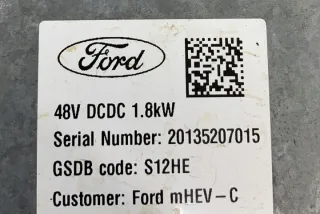 Ford
48V DCDC 1.8kW
Serial Number: 20135207015
GSDB code: S12HE
Customer: Ford mHEV-C